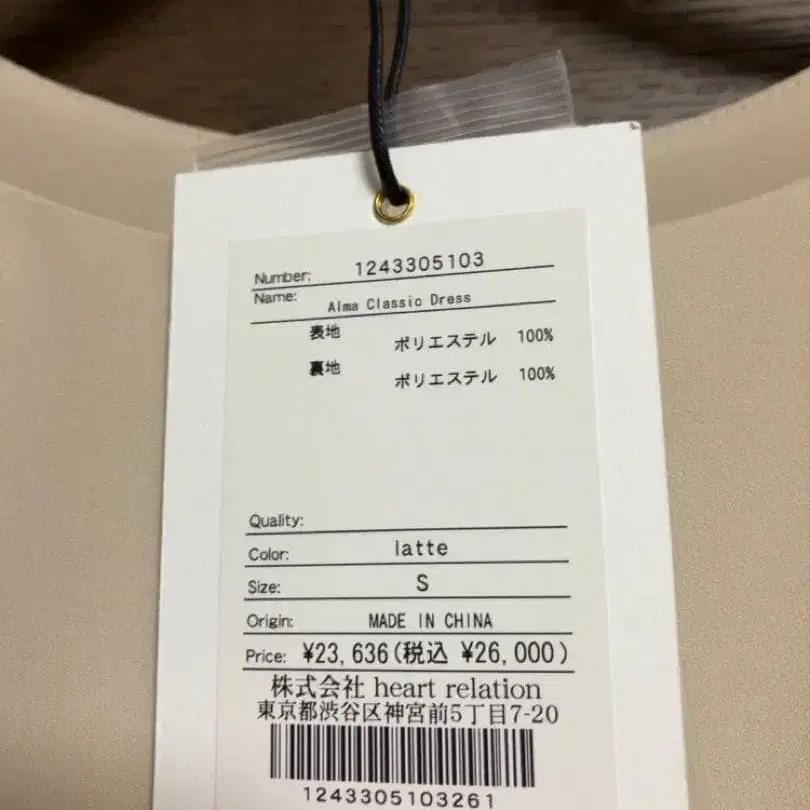 Number: 1243305103
Name: Alma Classic Dress
表地 ポリエステル 100%
裏地 ポリエステル 100%
Quality:
Color: latte
Size: S
Origin: MADE IN CHINA
Price: ¥23,636(税込 ¥26,000)
株式会社 heart relation
東京都渋谷区神宮前5丁目7-20
1243305103261